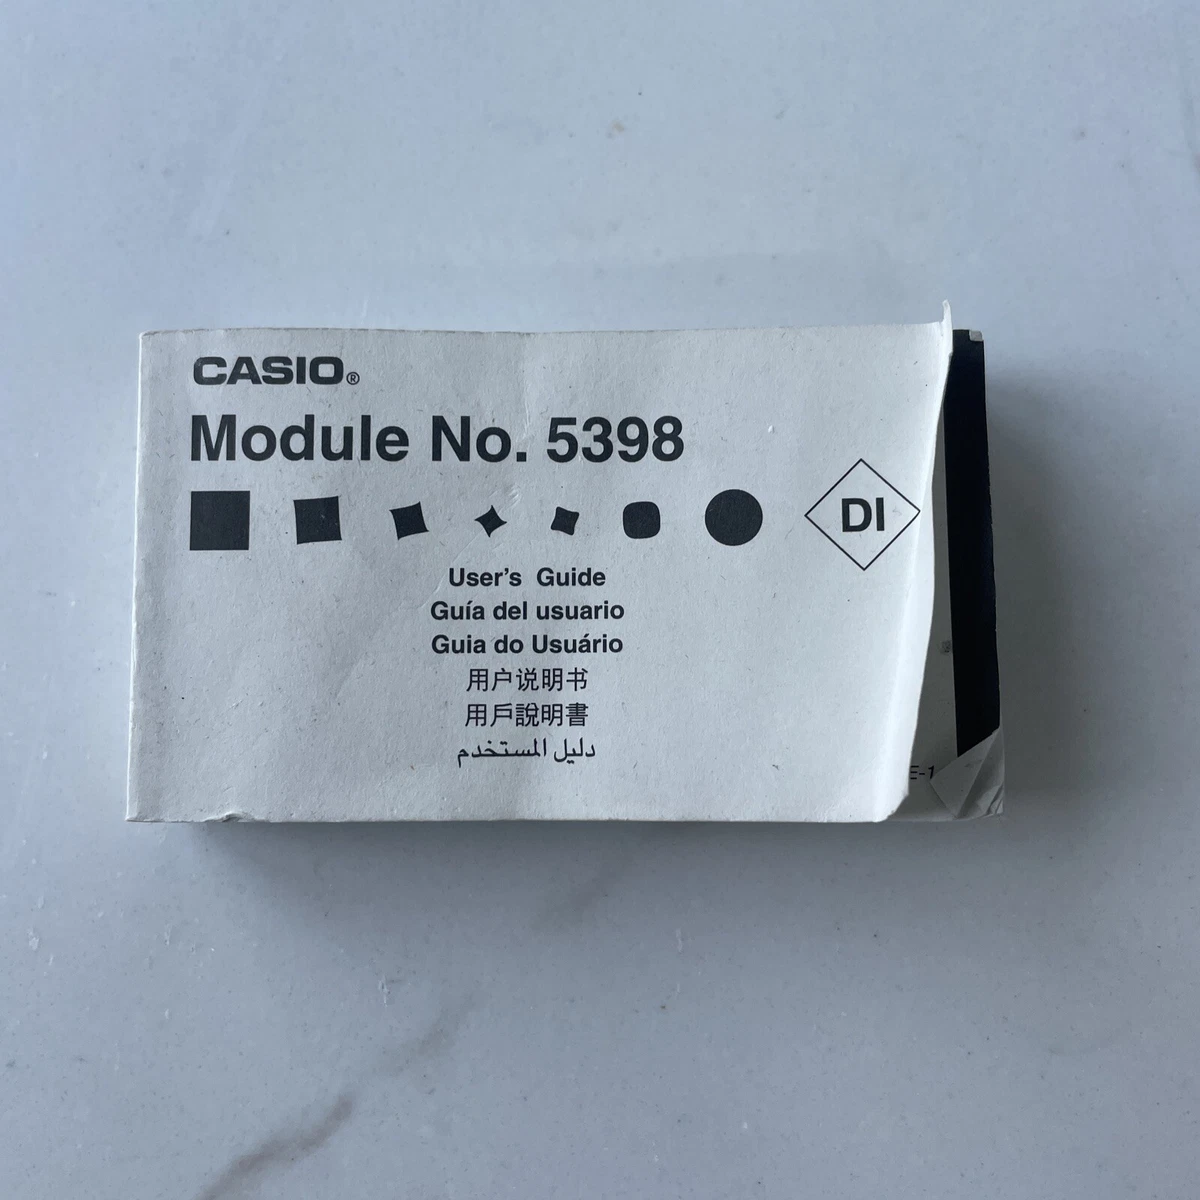 CASIO®
Module No. 5398
DI
User's Guide
Guía del usuario
Guia do Usuário
用户说明书
用戶說明書
دليل المستخدم
E-1